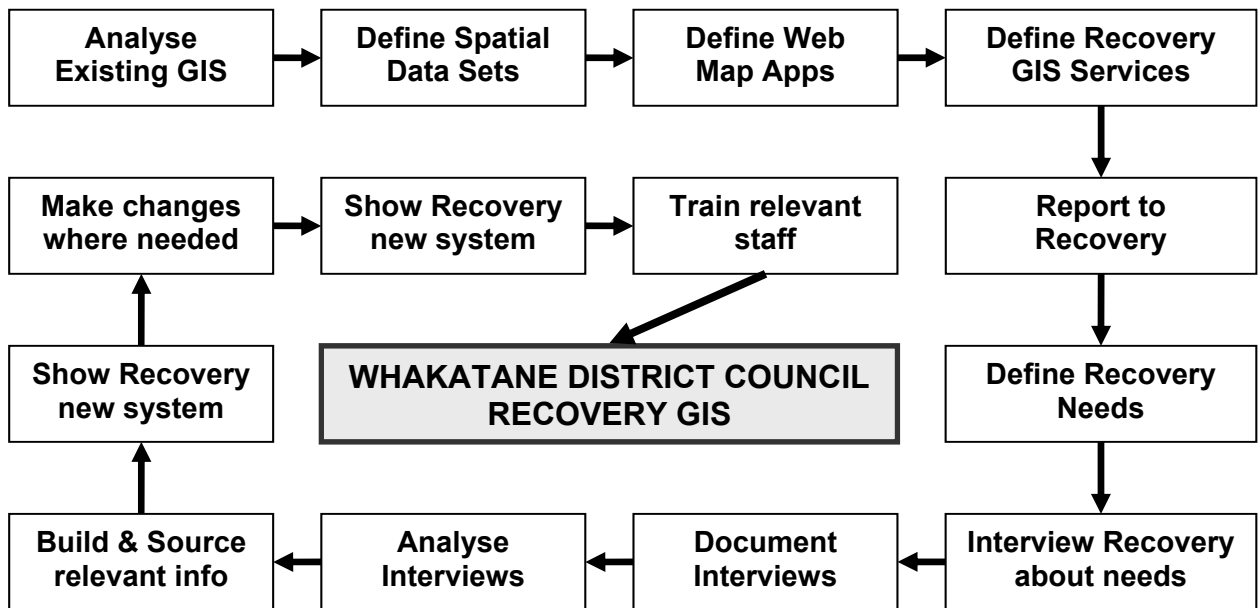 Analyse
Existing GIS
Define Spatial
Data Sets
Define Web
Map Apps
Define Recovery
GIS Services
Make changes
where needed
Show Recovery
new system
Train relevant
staff
Report to
Recovery
Show Recovery
new system
WHAKATANE DISTRICT COUNCIL
RECOVERY GIS
Define Recovery
Needs
Build & Source
relevant info
Analyse
Interviews
Document
Interviews
Interview Recovery
about needs